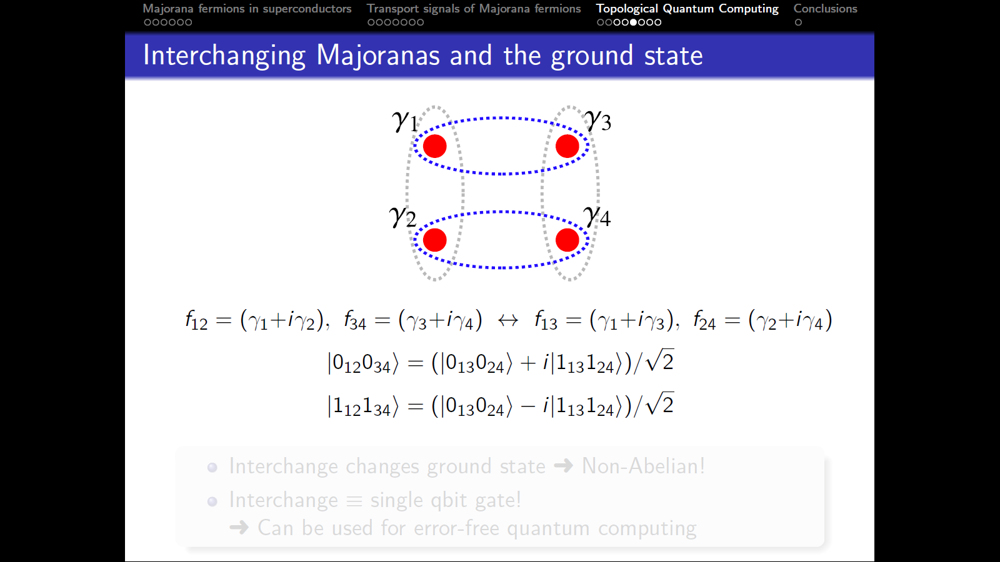 Majorana fermions in superconductors Transport signals of Majorana fermions Topological Quantum Computing Conclusions
Interchanging Majoranas and the ground state
γ₁ γ₃
γ₂ γ₄
f₁₂ = (γ₁+iγ₂), f₃₄ = (γ₃+iγ₄) ↔ f₁₃ = (γ₁+iγ₃), f₂₄ = (γ₂+iγ₄)
|0₁₂0₃₄⟩ = (|0₁₃0₂₄⟩ + i|1₁₃1₂₄⟩)/√2
|1₁₂1₃₄⟩ = (|0₁₃0₂₄⟩ − i|1₁₃1₂₄⟩)/√2
Interchange changes ground state ➜ Non-Abelian!
Interchange ≡ single qbit gate!
➜ Can be used for error-free quantum computing